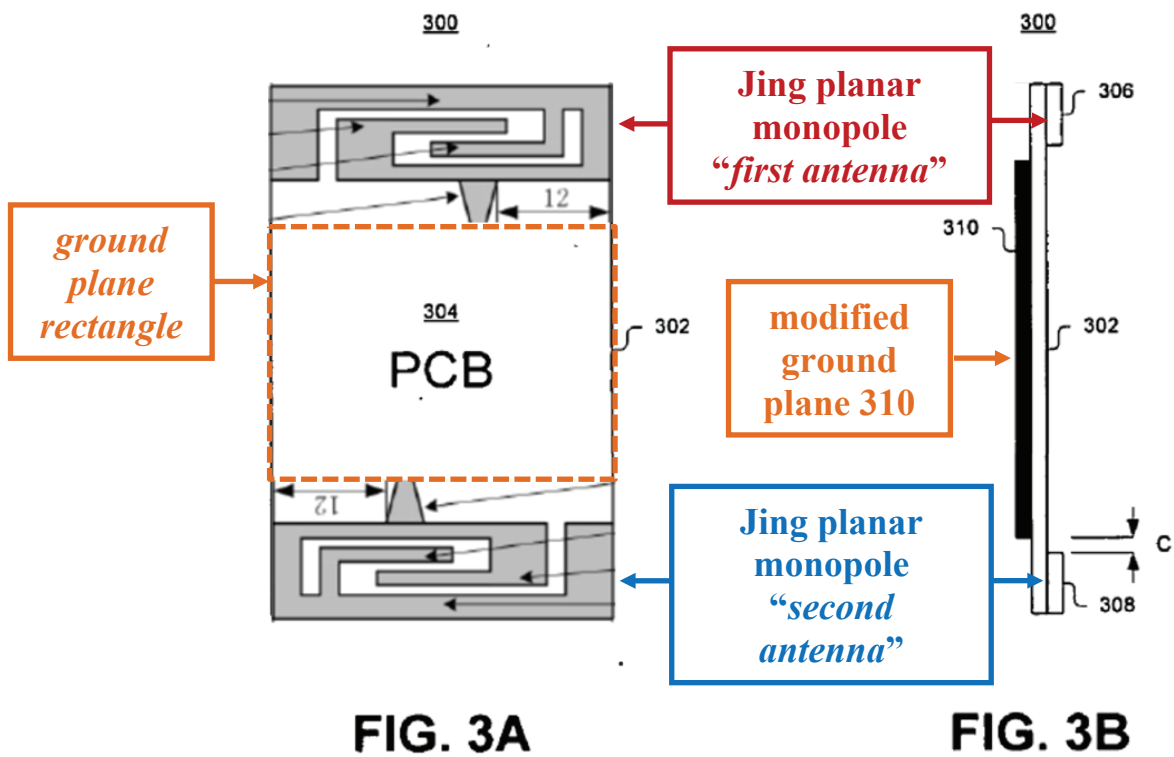 300
300
Jing planar
monopole
“first antenna”
306
12
ground
plane
rectangle
310
304
PCB
302
modified
ground
plane 310
302
12
Jing planar
monopole
“second
antenna”
C
308
FIG. 3A
FIG. 3B